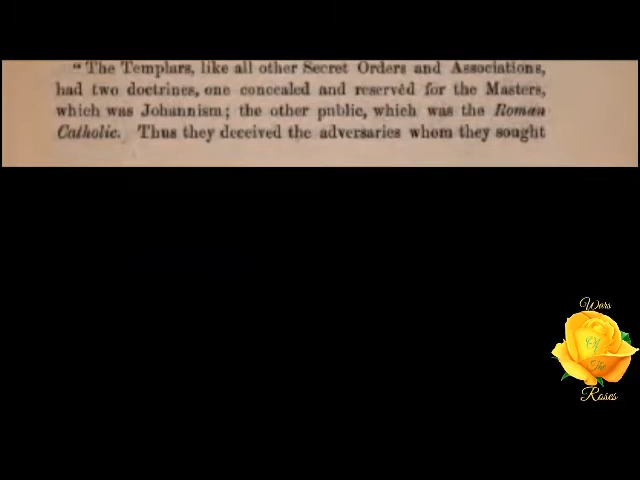 “The Templars, like all other Secret Orders and Associations,
had two doctrines, one concealed and reserved for the Masters,
which was Johannism; the other public, which was the Roman
Catholic. Thus they deceived the adversaries whom they sought
Wars
Of
The
Roses